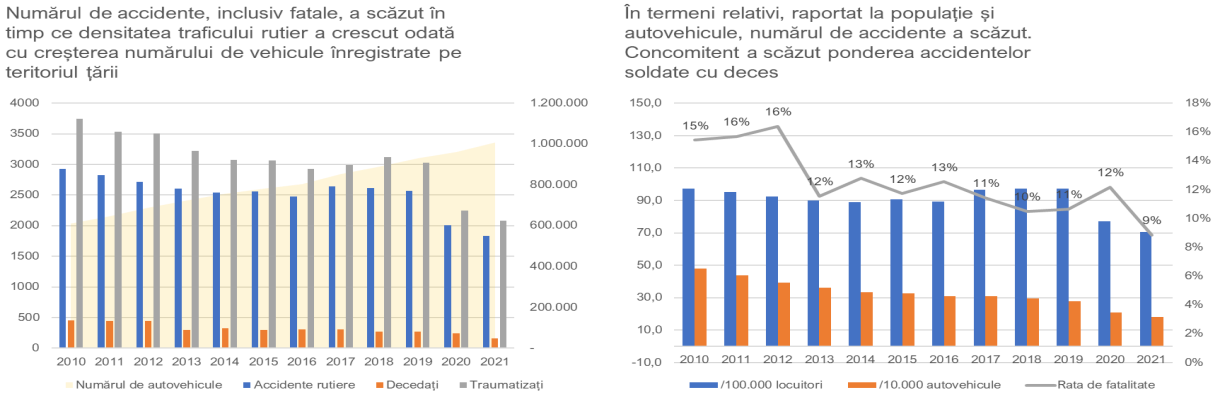 Numărul de accidente, inclusiv fatale, a scăzut în
timp ce densitatea traficului rutier a crescut odată
cu creșterea numărului de vehicule înregistrate pe
teritoriul țării
4000
3500
3000
2500
2000
1500
1000
500
0
1.200.000
1.000.000
800.000
600.000
400.000
200.000
-
2010 2011 2012 2013 2014 2015 2016 2017 2018 2019 2020 2021
Numărul de autovehicule Accidente rutiere Decedați Traumatizați
În termeni relativi, raportat la populație și
autovehicule, numărul de accidente a scăzut.
Concomitent a scăzut ponderea accidentelor
soldate cu deces
150,0
130,0
110,0
90,0
70,0
50,0
30,0
10,0
-10,0
15% 16% 16% 12% 13% 12% 13% 11% 10% 11% 12% 9%
18%
16%
14%
12%
10%
8%
6%
4%
2%
0%
2010 2011 2012 2013 2014 2015 2016 2017 2018 2019 2020 2021
/100.000 locuitori /10.000 autovehicule Rata de fatalitate